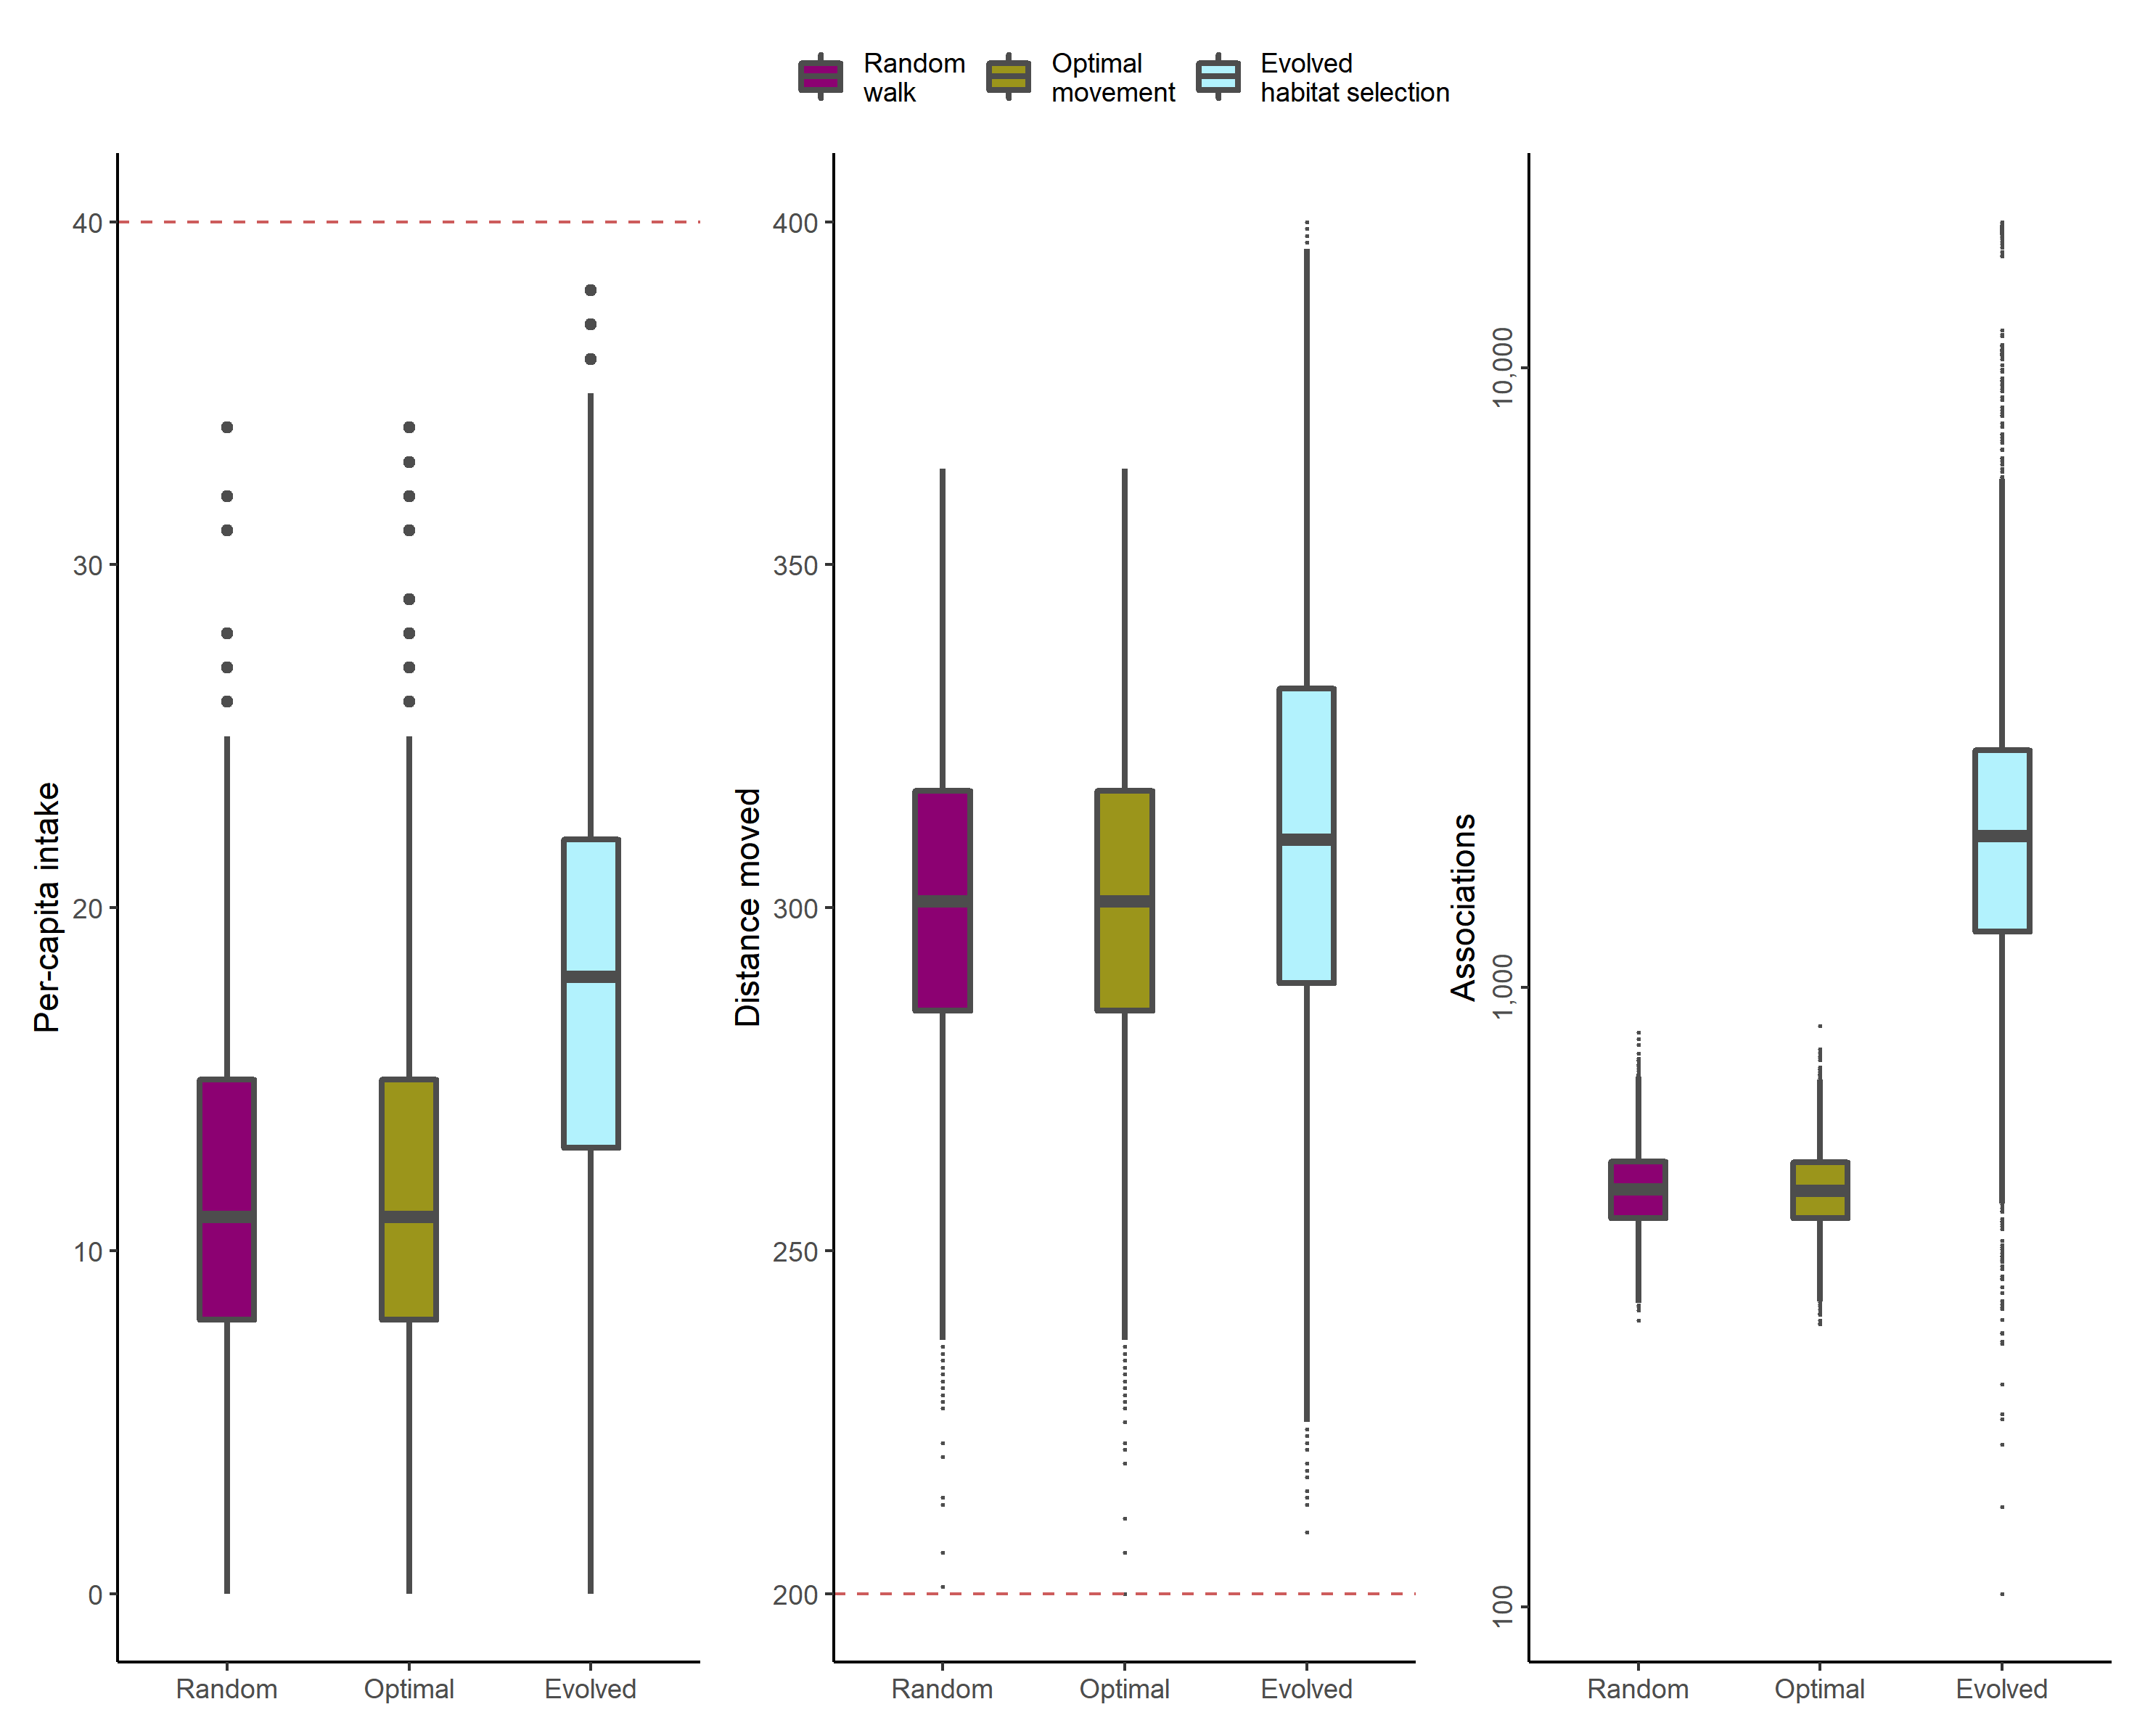 Random
walk
Optimal
movement
Evolved
habitat selection
Per-capita intake
40
30
20
10
0
Random Optimal Evolved
Distance moved
400
350
300
250
200
Random Optimal Evolved
Associations
10,000
1,000
100
Random Optimal Evolved